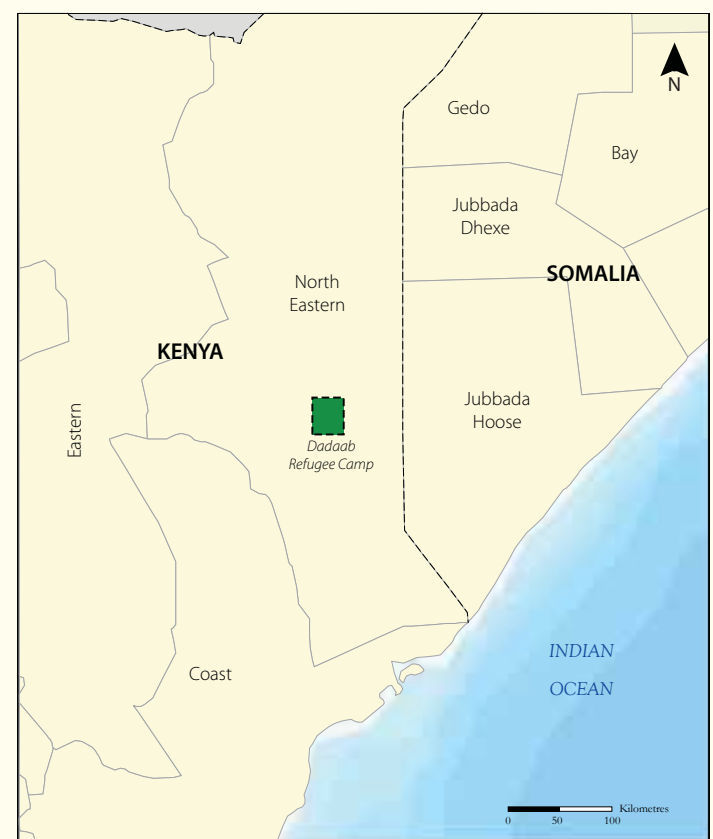 N
Gedo
Bay
Jubbada
Dhexe
SOMALIA
North
Eastern
KENYA
Jubbada
Hoose
Eastern
Dadaab
Refugee Camp
Coast
INDIAN
OCEAN
Kilometres
0 50 100